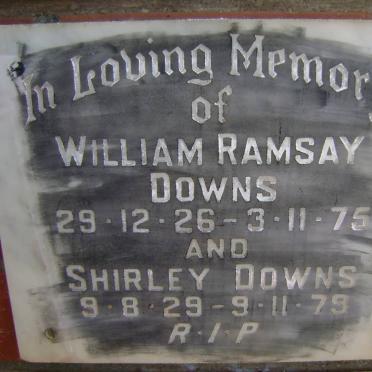 In Loving Memory
of
WILLIAM RAMSAY
DOWNS
29·12·26-3·11·75
AND
SHIRLEY DOWNS
9·8·29-9·11·79
R·I·P